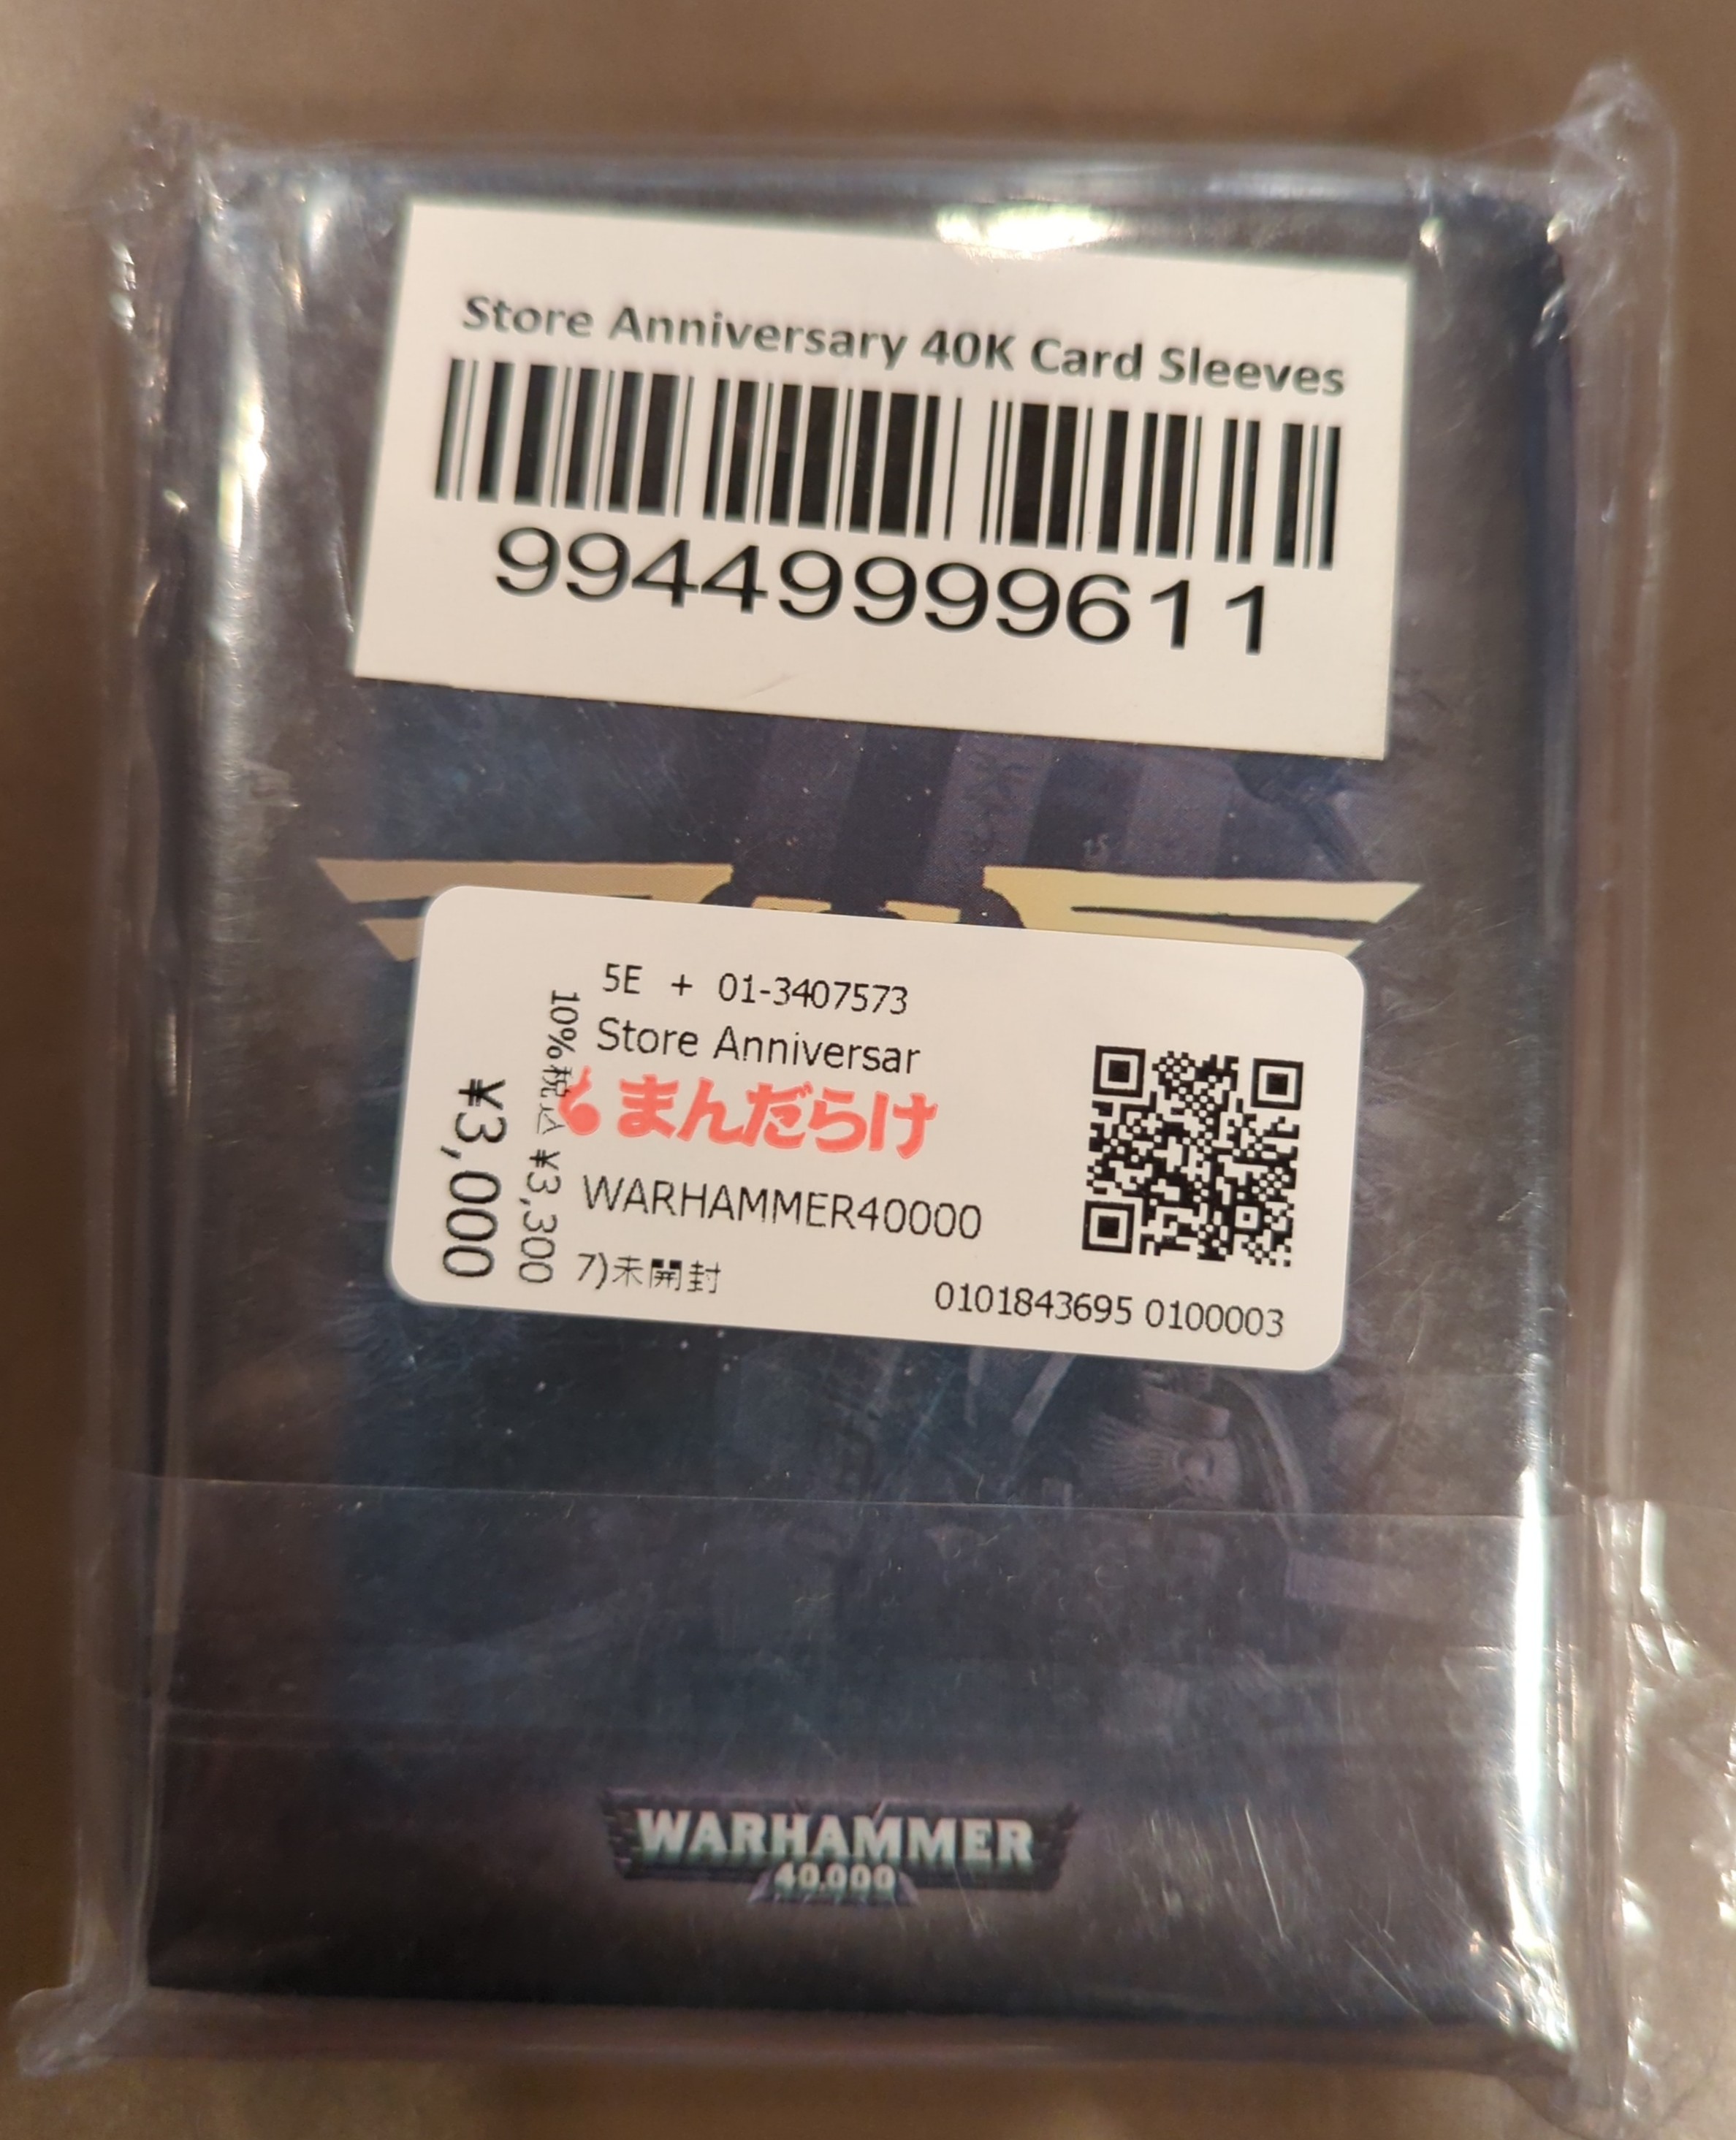 Store Anniversary 40K Card Sleeves
99449999611
5E + 01-3407573
Store Anniversar
まんだらけ
WARHAMMER40000
7)未開封
0101843695 0100003
10%税込 ¥3,300
¥3,000
WARHAMMER
40,000